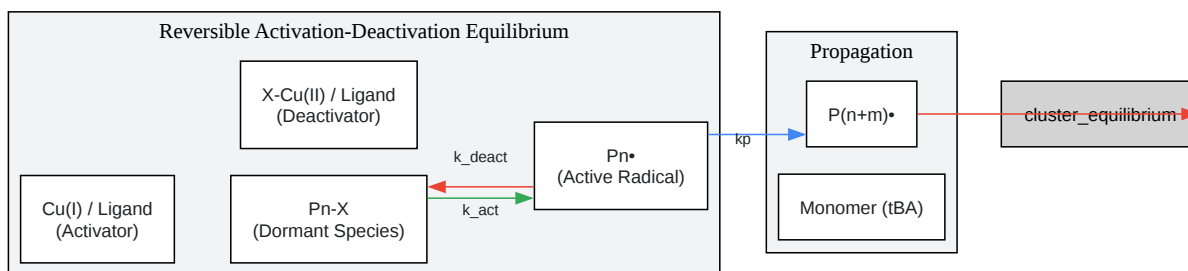 Reversible Activation-Deactivation Equilibrium
X-Cu(II) / Ligand
(Deactivator)
Cu(I) / Ligand
(Activator)
Pn-X
(Dormant Species)
k_deact
k_act
Pn•
(Active Radical)
kp
Propagation
P(n+m)•
Monomer (tBA)
cluster_equilibrium